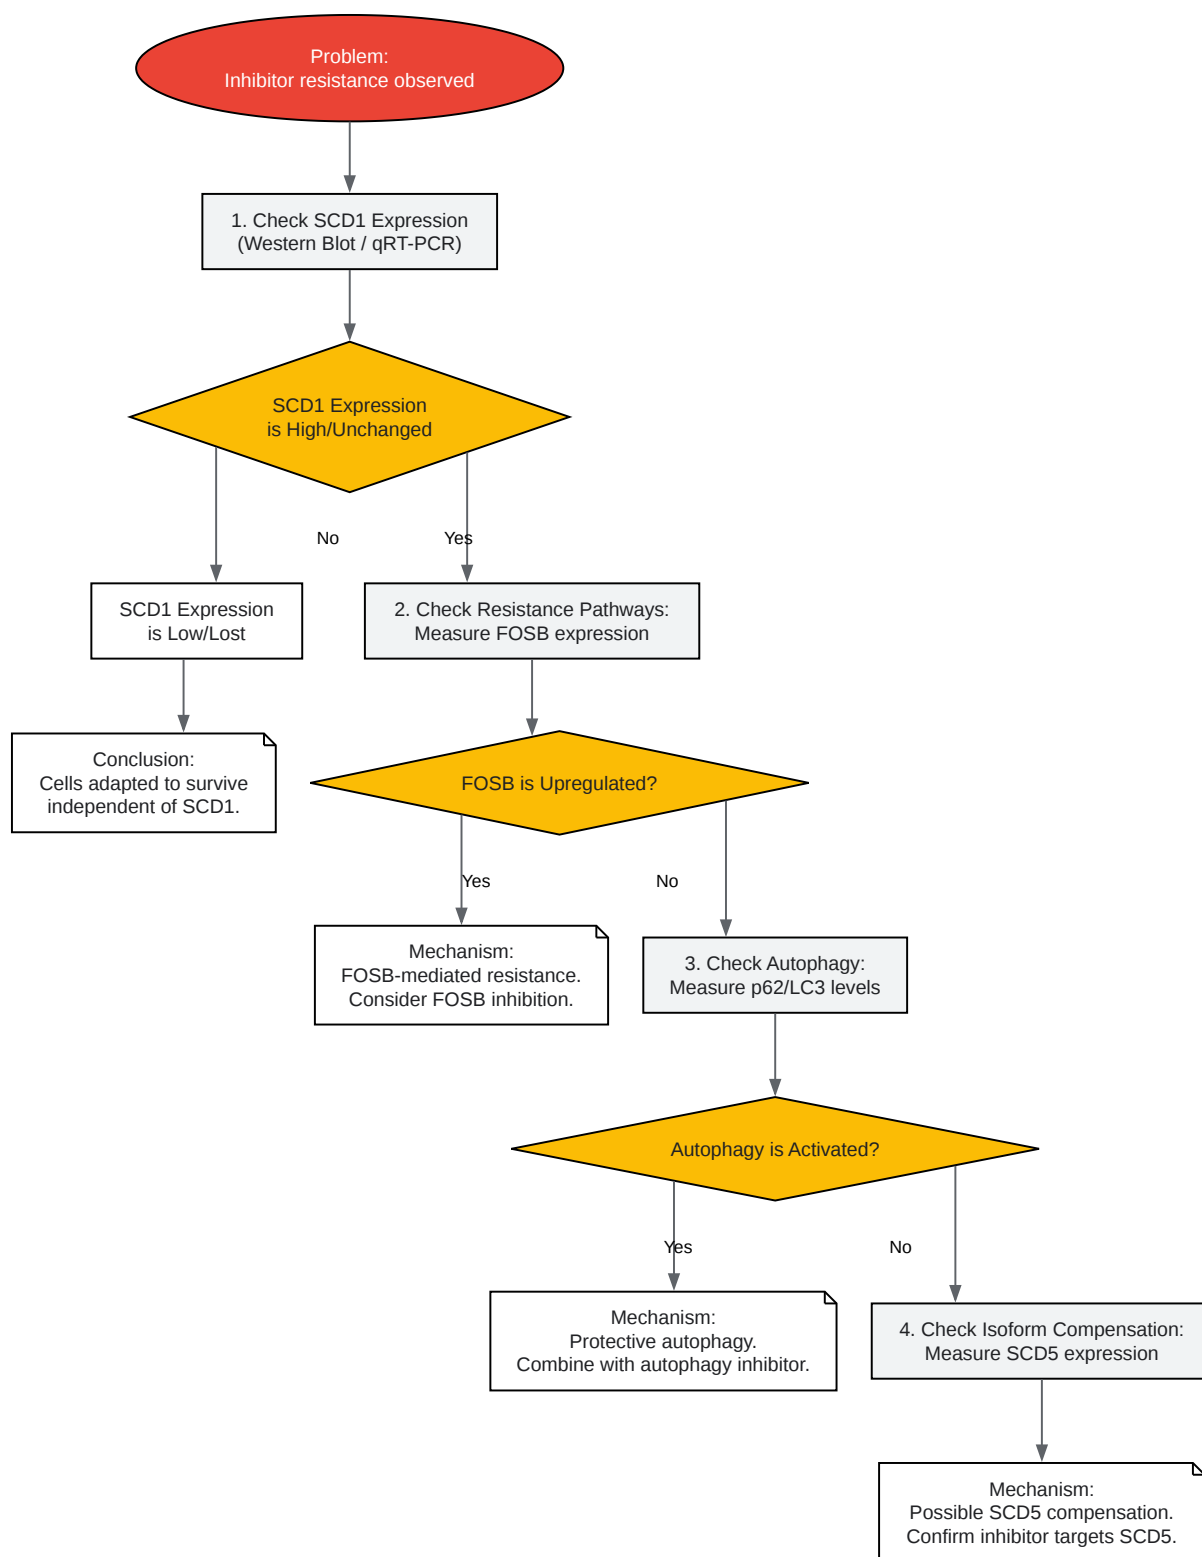 Problem:
Inhibitor resistance observed
1. Check SCD1 Expression
(Western Blot / qRT-PCR)
SCD1 Expression
is High/Unchanged
No
Yes
SCD1 Expression
is Low/Lost
2. Check Resistance Pathways:
Measure FOSB expression
Conclusion:
Cells adapted to survive
independent of SCD1.
FOSB is Upregulated?
Yes
No
Mechanism:
FOSB-mediated resistance.
Consider FOSB inhibition.
3. Check Autophagy:
Measure p62/LC3 levels
Autophagy is Activated?
Yes
No
Mechanism:
Protective autophagy.
Combine with autophagy inhibitor.
4. Check Isoform Compensation:
Measure SCD5 expression
Mechanism:
Possible SCD5 compensation.
Confirm inhibitor targets SCD5.